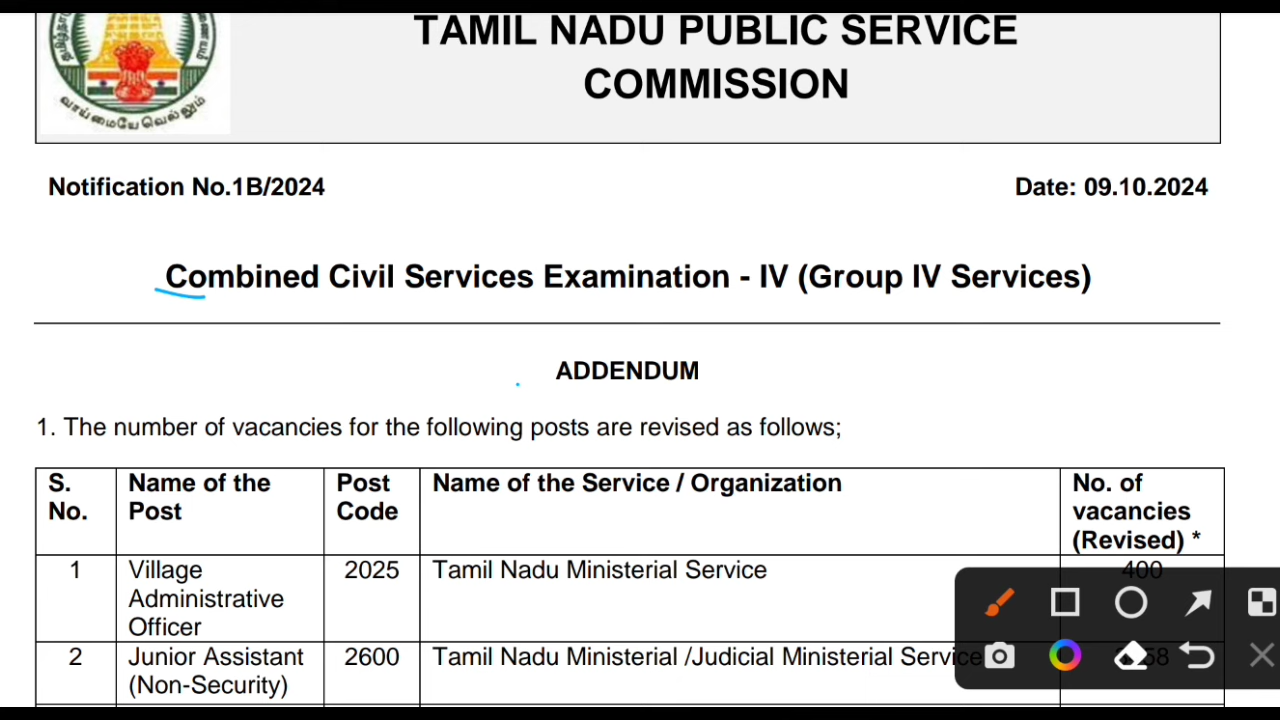 TAMIL NADU PUBLIC SERVICE
COMMISSION
வாய்மையே வெல்லும்
Notification No.1B/2024
Date: 09.10.2024
Combined Civil Services Examination - IV (Group IV Services)
ADDENDUM
1. The number of vacancies for the following posts are revised as follows;
S. No.
Name of the Post
Post Code
Name of the Service / Organization
No. of vacancies (Revised) *
1
Village Administrative Officer
2025
Tamil Nadu Ministerial Service
400
2
Junior Assistant (Non-Security)
2600
Tamil Nadu Ministerial /Judicial Ministerial Service